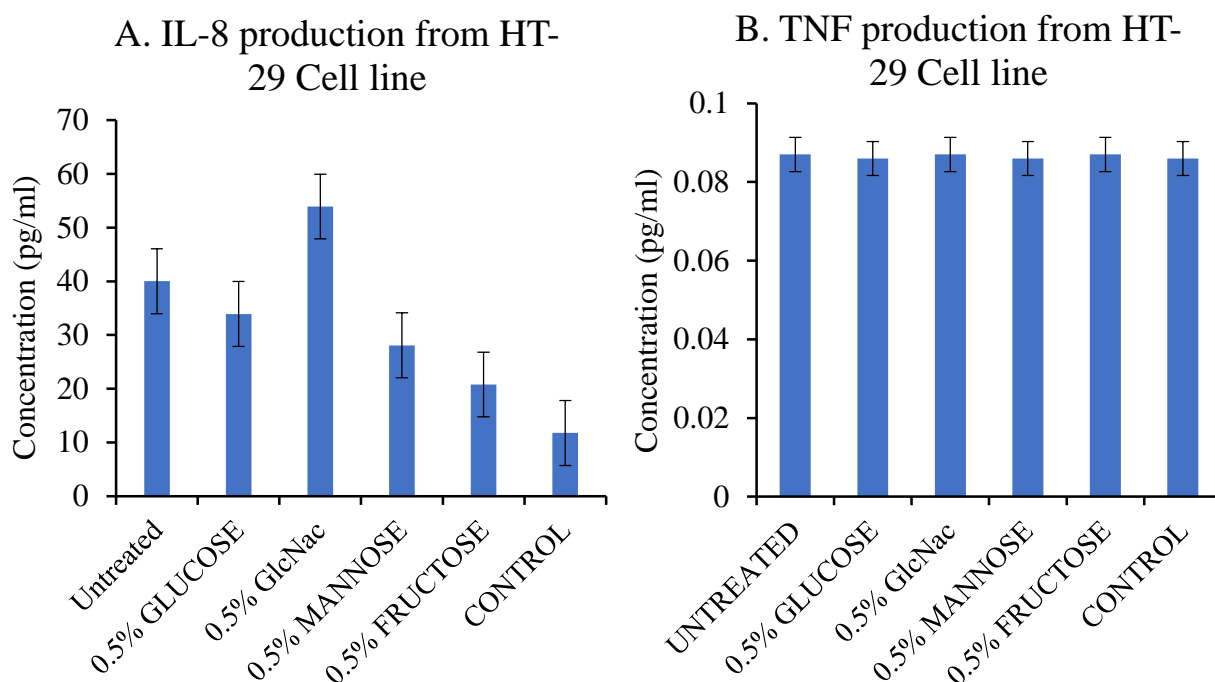 A. IL-8 production from HT-
29 Cell line
Concentration (pg/ml)
70
60
50
40
30
20
10
0
Untreated
0.5% GLUCOSE
0.5% GlcNac
0.5% MANNOSE
0.5% FRUCTOSE
CONTROL
B. TNF production from HT-
29 Cell line
Concentration (pg/ml)
0.1
0.08
0.06
0.04
0.02
0
UNTREATED
0.5% GLUCOSE
0.5% GlcNac
0.5% MANNOSE
0.5% FRUCTOSE
CONTROL